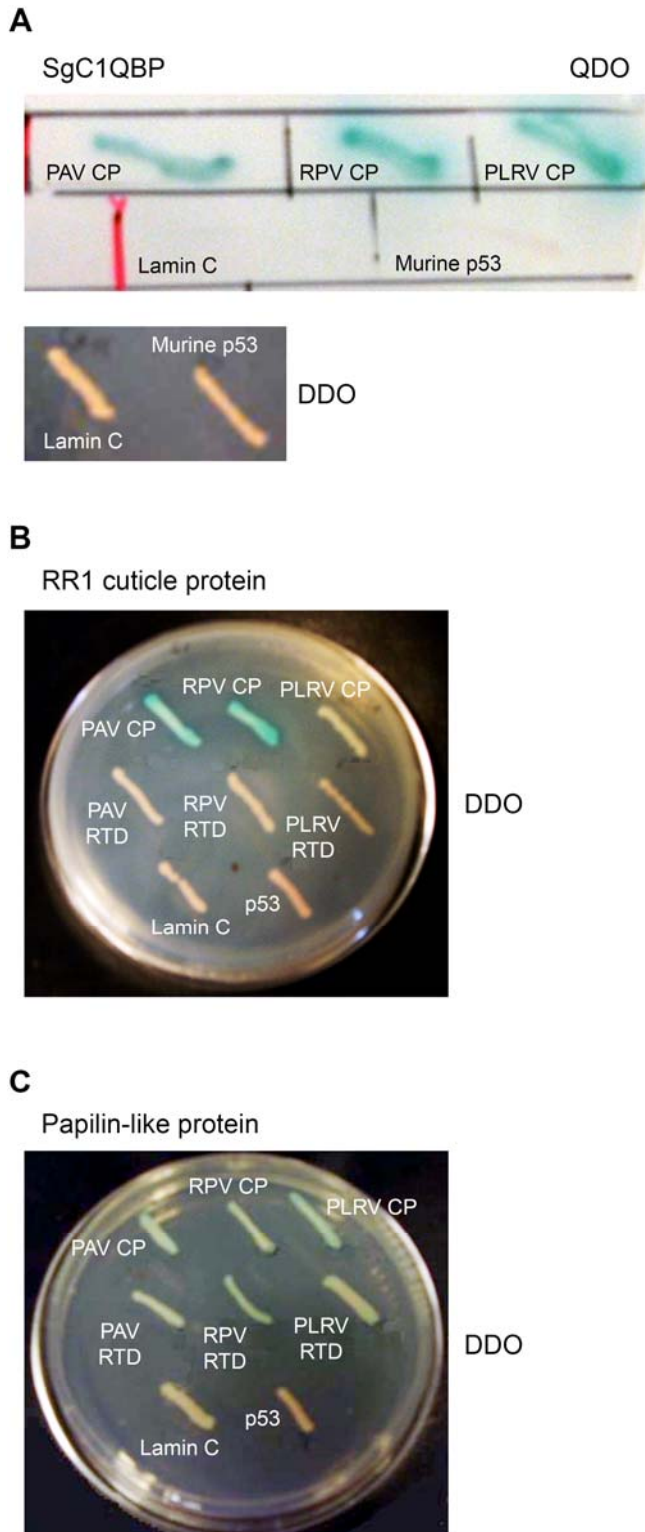 A
SgC1QBP QDO
PAV CP RPV CP PLRV CP
Lamin C Murine p53
Murine p53
DDO
Lamin C
B
RR1 cuticle protein
RPV CP PLRV CP
PAV CP
DDO
PAV RPV PLRV
RTD RTD RTD
Lamin C p53
C
Papilin-like protein
RPV CP PLRV CP
PAV CP
PAV RPV PLRV
RTD RTD RTD
DDO
Lamin C p53